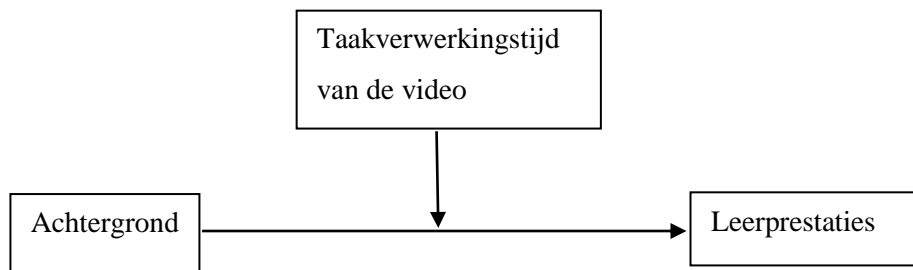 Taakverwerkingstijd
van de video
Achtergrond
Leerprestaties